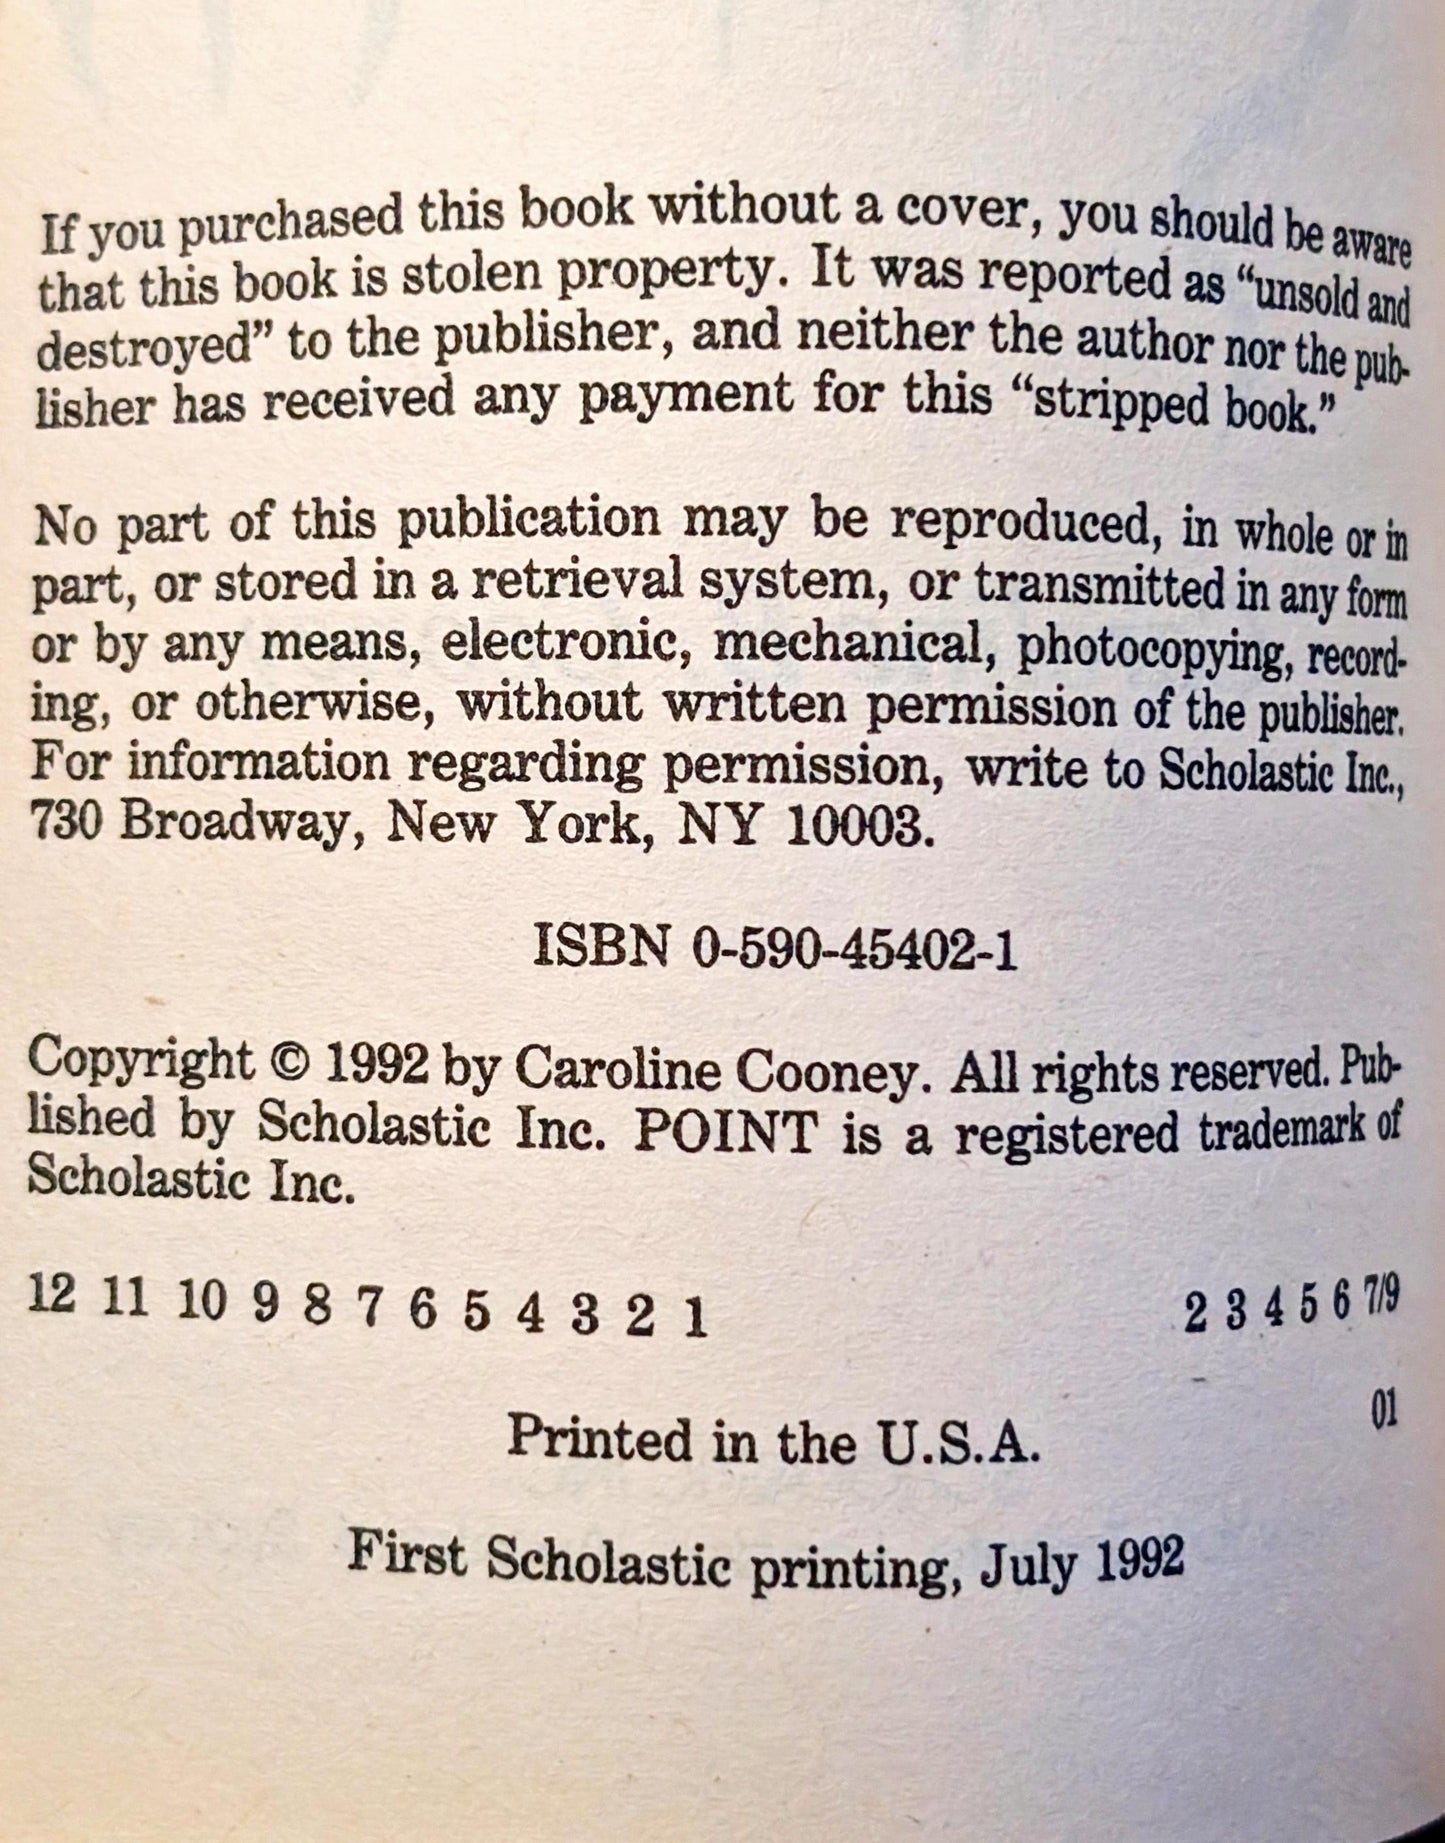 If you purchased this book without a cover, you should be aware
that this book is stolen property. It was reported as “unsold and
destroyed” to the publisher, and neither the author nor the pub-
lisher has received any payment for this “stripped book.”
No part of this publication may be reproduced, in whole or in
part, or stored in a retrieval system, or transmitted in any form
or by any means, electronic, mechanical, photocopying, record-
ing, or otherwise, without written permission of the publisher.
For information regarding permission, write to Scholastic Inc.,
730 Broadway, New York, NY 10003.
ISBN 0-590-45402-1
Copyright © 1992 by Caroline Cooney. All rights reserved. Pub-
lished by Scholastic Inc. POINT is a registered trademark of
Scholastic Inc.
12 11 10 9 8 7 6 5 4 3 2 1 2 3 4 5 6 7/9
01
Printed in the U.S.A.
First Scholastic printing, July 1992